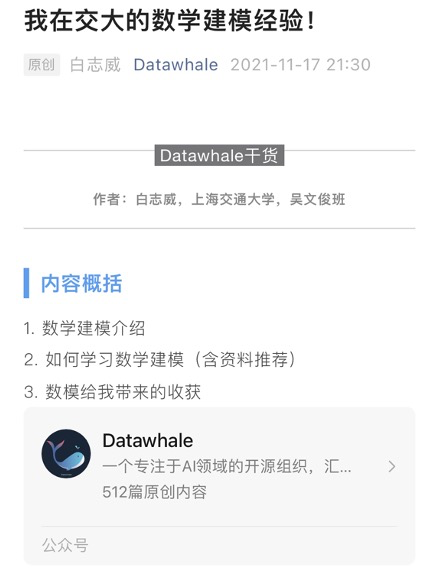 我在交大的数学建模经验！
原创 白志威 Datawhale 2021-11-17 21:30
Datawhale干货
作者：白志威，上海交通大学，吴文俊班
内容概括
1. 数学建模介绍
2. 如何学习数学建模（含资料推荐）
3. 数模给我带来的收获
Datawhale
一个专注于AI领域的开源组织，汇...
512篇原创内容
公众号